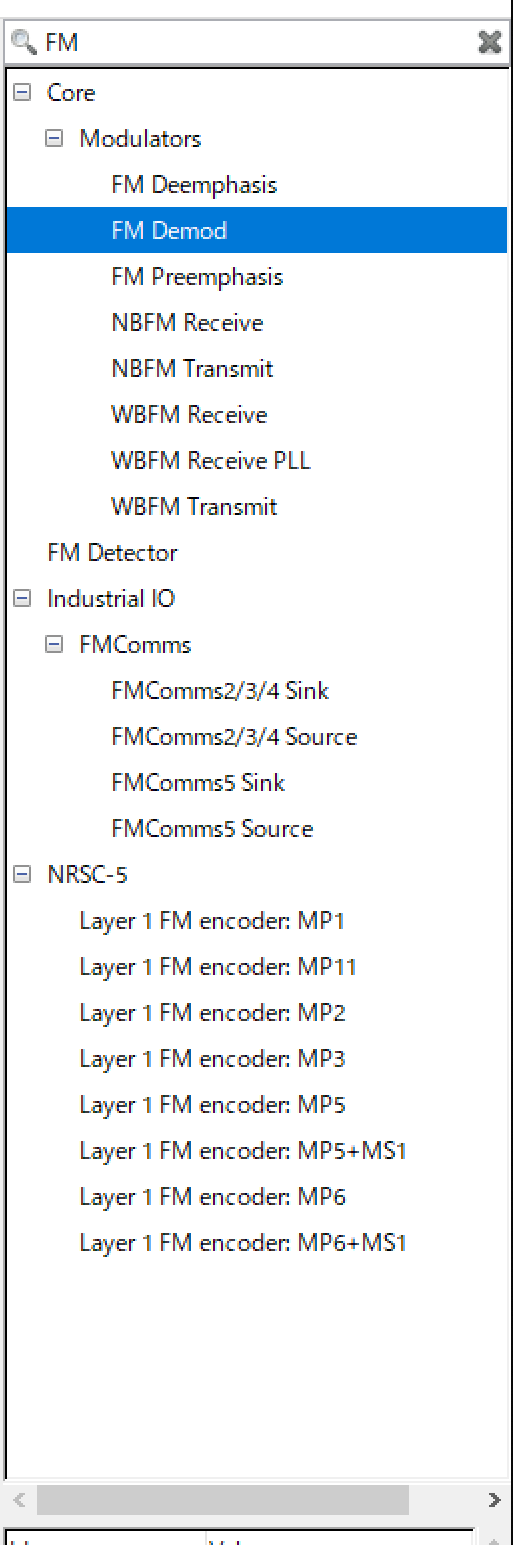 FM
Core
Modulators
FM Deemphasis
FM Demod
FM Preemphasis
NBFM Receive
NBFM Transmit
WBFM Receive
WBFM Receive PLL
WBFM Transmit
FM Detector
Industrial IO
FMComms
FMComms2/3/4 Sink
FMComms2/3/4 Source
FMComms5 Sink
FMComms5 Source
NRSC-5
Layer 1 FM encoder: MP1
Layer 1 FM encoder: MP11
Layer 1 FM encoder: MP2
Layer 1 FM encoder: MP3
Layer 1 FM encoder: MP5
Layer 1 FM encoder: MP5+MS1
Layer 1 FM encoder: MP6
Layer 1 FM encoder: MP6+MS1